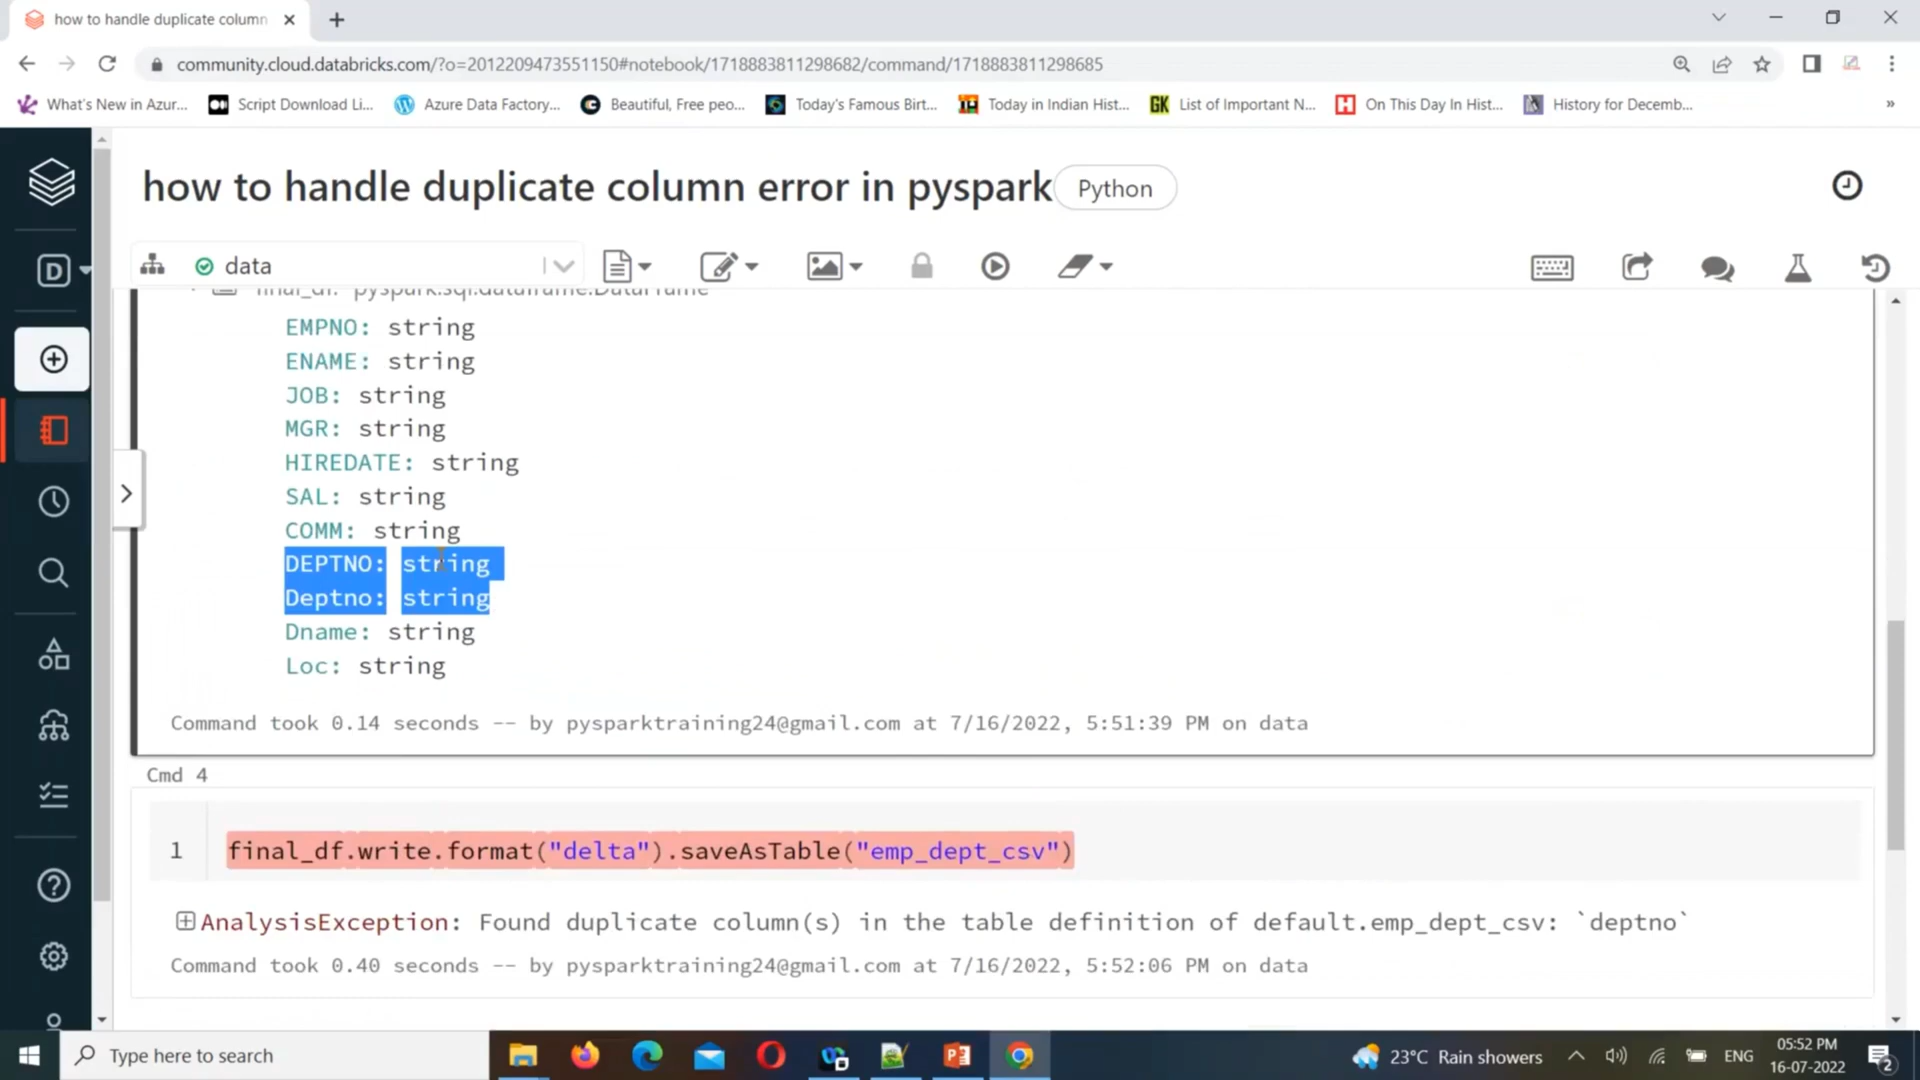 how to handle duplicate column
community.cloud.databricks.com/?o=2012209473551150#notebook/1718883811298682/command/1718883811298685
What's New in Azur... Script Download Li... Azure Data Factory... Beautiful, Free peo... Today's Famous Birt... Today in Indian Hist... GK List of Important N... H On This Day In Hist... History for Decemb... »
how to handle duplicate column error in pyspark Python
D
data
final_df: pyspark.sql.dataframe.DataFrame
EMPNO: string
ENAME: string
JOB: string
MGR: string
HIREDATE: string
SAL: string
COMM: string
DEPTNO: string
Deptno: string
Dname: string
Loc: string
Command took 0.14 seconds -- by pysparktraining24@gmail.com at 7/16/2022, 5:51:39 PM on data
Cmd 4
1 final_df.write.format("delta").saveAsTable("emp_dept_csv")
AnalysisException: Found duplicate column(s) in the table definition of default.emp_dept_csv: `deptno`
Command took 0.40 seconds -- by pysparktraining24@gmail.com at 7/16/2022, 5:52:06 PM on data
Type here to search
23°C Rain showers
ENG
05:52 PM
16-07-2022
2